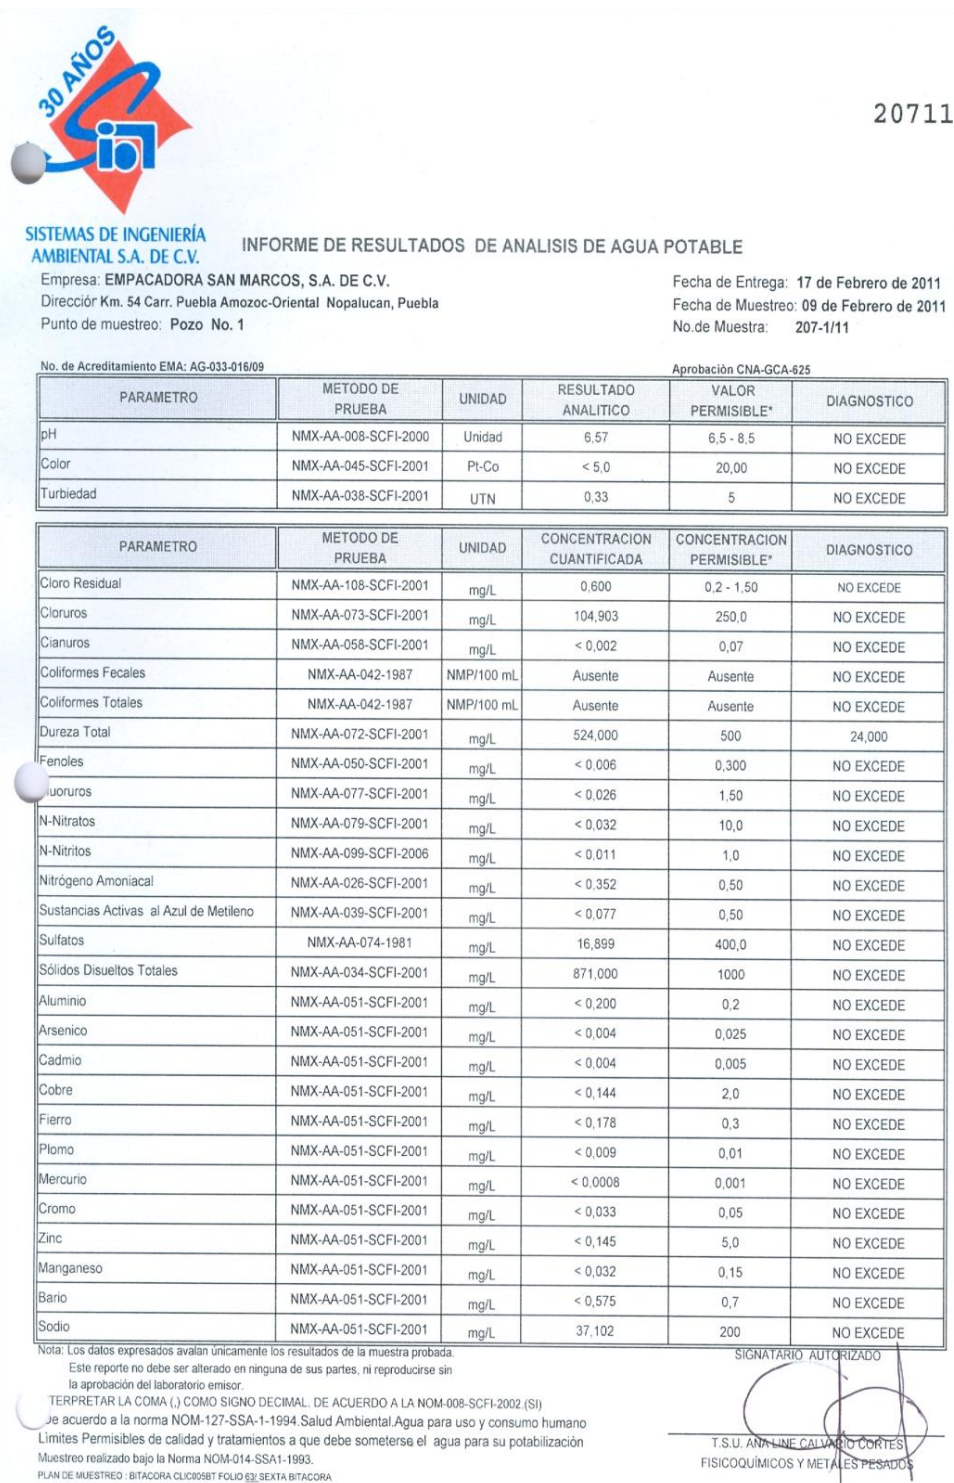 30 AÑOS
20711
SISTEMAS DE INGENIERÍA
AMBIENTAL S.A. DE C.V.
INFORME DE RESULTADOS DE ANALISIS DE AGUA POTABLE
Empresa: EMPACADORA SAN MARCOS, S.A. DE C.V.
Direcciór Km. 54 Carr. Puebla Amozoc-Oriental Nopalucan, Puebla
Punto de muestreo: Pozo No. 1
Fecha de Entrega: 17 de Febrero de 2011
Fecha de Muestreo: 09 de Febrero de 2011
No.de Muestra: 207-1/11
No. de Acreditamiento EMA: AG-033-016/09 Aprobaciòn CNA-GCA-625
PARAMETRO METODO DE PRUEBA UNIDAD RESULTADO ANALITICO VALOR PERMISIBLE* DIAGNOSTICO
pH NMX-AA-008-SCFI-2000 Unidad 6,57 6,5 - 8,5 NO EXCEDE
Color NMX-AA-045-SCFI-2001 Pt-Co < 5,0 20,00 NO EXCEDE
Turbiedad NMX-AA-038-SCFI-2001 UTN 0,33 5 NO EXCEDE
PARAMETRO METODO DE PRUEBA UNIDAD CONCENTRACION CUANTIFICADA CONCENTRACION PERMISIBLE* DIAGNOSTICO
Cloro Residual NMX-AA-108-SCFI-2001 mg/L 0,600 0,2 - 1,50 NO EXCEDE
Cloruros NMX-AA-073-SCFI-2001 mg/L 104,903 250,0 NO EXCEDE
Cianuros NMX-AA-058-SCFI-2001 mg/L < 0,002 0,07 NO EXCEDE
Coliformes Fecales NMX-AA-042-1987 NMP/100 mL Ausente Ausente NO EXCEDE
Coliformes Totales NMX-AA-042-1987 NMP/100 mL Ausente Ausente NO EXCEDE
Dureza Total NMX-AA-072-SCFI-2001 mg/L 524,000 500 24,000
Fenoles NMX-AA-050-SCFI-2001 mg/L < 0,006 0,300 NO EXCEDE
uoruros NMX-AA-077-SCFI-2001 mg/L < 0,026 1,50 NO EXCEDE
N-Nitratos NMX-AA-079-SCFI-2001 mg/L < 0,032 10,0 NO EXCEDE
N-Nitritos NMX-AA-099-SCFI-2006 mg/L < 0,011 1,0 NO EXCEDE
Nitrógeno Amoniacal NMX-AA-026-SCFI-2001 mg/L < 0,352 0,50 NO EXCEDE
Sustancias Activas al Azul de Metileno NMX-AA-039-SCFI-2001 mg/L < 0,077 0,50 NO EXCEDE
Sulfatos NMX-AA-074-1981 mg/L 16,899 400,0 NO EXCEDE
Sólidos Disueltos Totales NMX-AA-034-SCFI-2001 mg/L 871,000 1000 NO EXCEDE
Aluminio NMX-AA-051-SCFI-2001 mg/L < 0,200 0,2 NO EXCEDE
Arsenico NMX-AA-051-SCFI-2001 mg/L < 0,004 0,025 NO EXCEDE
Cadmio NMX-AA-051-SCFI-2001 mg/L < 0,004 0,005 NO EXCEDE
Cobre NMX-AA-051-SCFI-2001 mg/L < 0,144 2,0 NO EXCEDE
Fierro NMX-AA-051-SCFI-2001 mg/L < 0,178 0,3 NO EXCEDE
Plomo NMX-AA-051-SCFI-2001 mg/L < 0,009 0,01 NO EXCEDE
Mercurio NMX-AA-051-SCFI-2001 mg/L < 0,0008 0,001 NO EXCEDE
Cromo NMX-AA-051-SCFI-2001 mg/L < 0,033 0,05 NO EXCEDE
Zinc NMX-AA-051-SCFI-2001 mg/L < 0,145 5,0 NO EXCEDE
Manganeso NMX-AA-051-SCFI-2001 mg/L < 0,032 0,15 NO EXCEDE
Bario NMX-AA-051-SCFI-2001 mg/L < 0,575 0,7 NO EXCEDE
Sodio NMX-AA-051-SCFI-2001 mg/L 37,102 200 NO EXCEDE
Nota: Los datos expresados avalan únicamente los resultados de la muestra probada.
Este reporte no debe ser alterado en ninguna de sus partes, ni reproducirse sin
la aprobación del laboratorio emisor.
TERPRETAR LA COMA (,) COMO SIGNO DECIMAL. DE ACUERDO A LA NOM-008-SCFI-2002.(SI)
De acuerdo a la norma NOM-127-SSA-1-1994.Salud Ambiental.Agua para uso y consumo humano
Limites Permisibles de calidad y tratamientos a que debe someterse el agua para su potabilización
Muestreo realizado bajo la Norma NOM-014-SSA1-1993.
PLAN DE MUESTREO : BITACORA CLIC005BT FOLIO 63/ SEXTA BITACORA
SIGNATARIO AUTORIZADO
T.S.U. ANA LINE CALVARIO CORTES
FISICOQUÍMICOS Y METALES PESADOS